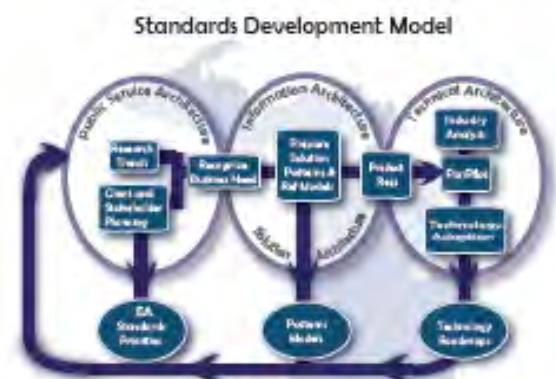 Standards Development Model
Public Service Architecture
Information Architecture
Technical Architecture
Research
Trends
Client and
Stakeholder
Planning
Recognize
Business Need
Prepare
Solution
Patterns &
Ref Models
Product
Reqs
Industry
Analysis
PoC/Pilot
Technology
Adoption
Solution
Architecture
EA
Standards
Priorities
Patterns
Models
Technology
Roadmaps